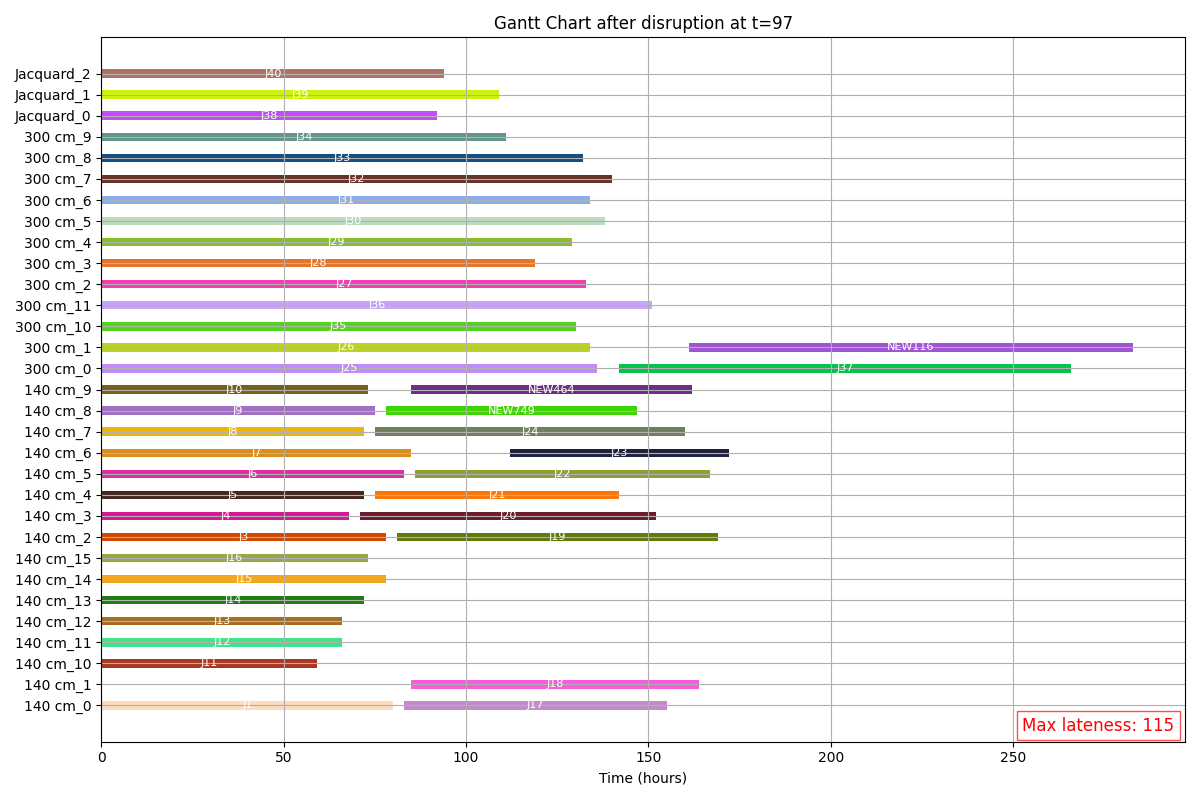 Gantt Chart after disruption at t=97
Jacquard_2 J40
Jacquard_1 J39
Jacquard_0 J38
300 cm_9 J34
300 cm_8 J33
300 cm_7 J32
300 cm_6 J31
300 cm_5 J30
300 cm_4 J29
300 cm_3 J28
300 cm_2 J27
300 cm_11 J36
300 cm_10 J35
300 cm_1 J26 NEW116
300 cm_0 J25 J37
140 cm_9 J10 NEW464
140 cm_8 J9 NEW749
140 cm_7 J8 J24
140 cm_6 J7 J23
140 cm_5 J6 J22
140 cm_4 J5 J21
140 cm_3 J4 J20
140 cm_2 J3 J19
140 cm_15 J16
140 cm_14 J15
140 cm_13 J14
140 cm_12 J13
140 cm_11 J12
140 cm_10 J11
140 cm_1 J18
140 cm_0 J1 J17
Max lateness: 115
0 50 100 150 200 250
Time (hours)